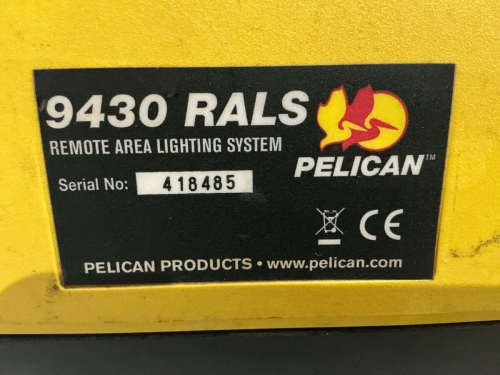 9430 RALS
REMOTE AREA LIGHTING SYSTEM
PELICAN™
Serial No: 418485
CE
PELICAN PRODUCTS • www.pelican.com